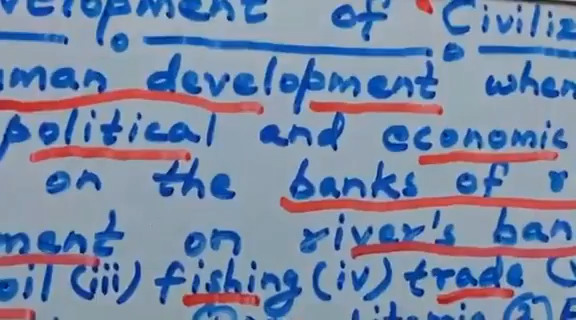 velopment of Civiliz
man development when
political and economic
on the banks of r
ment on river's ban
oil (iii) fishing (iv) trade (